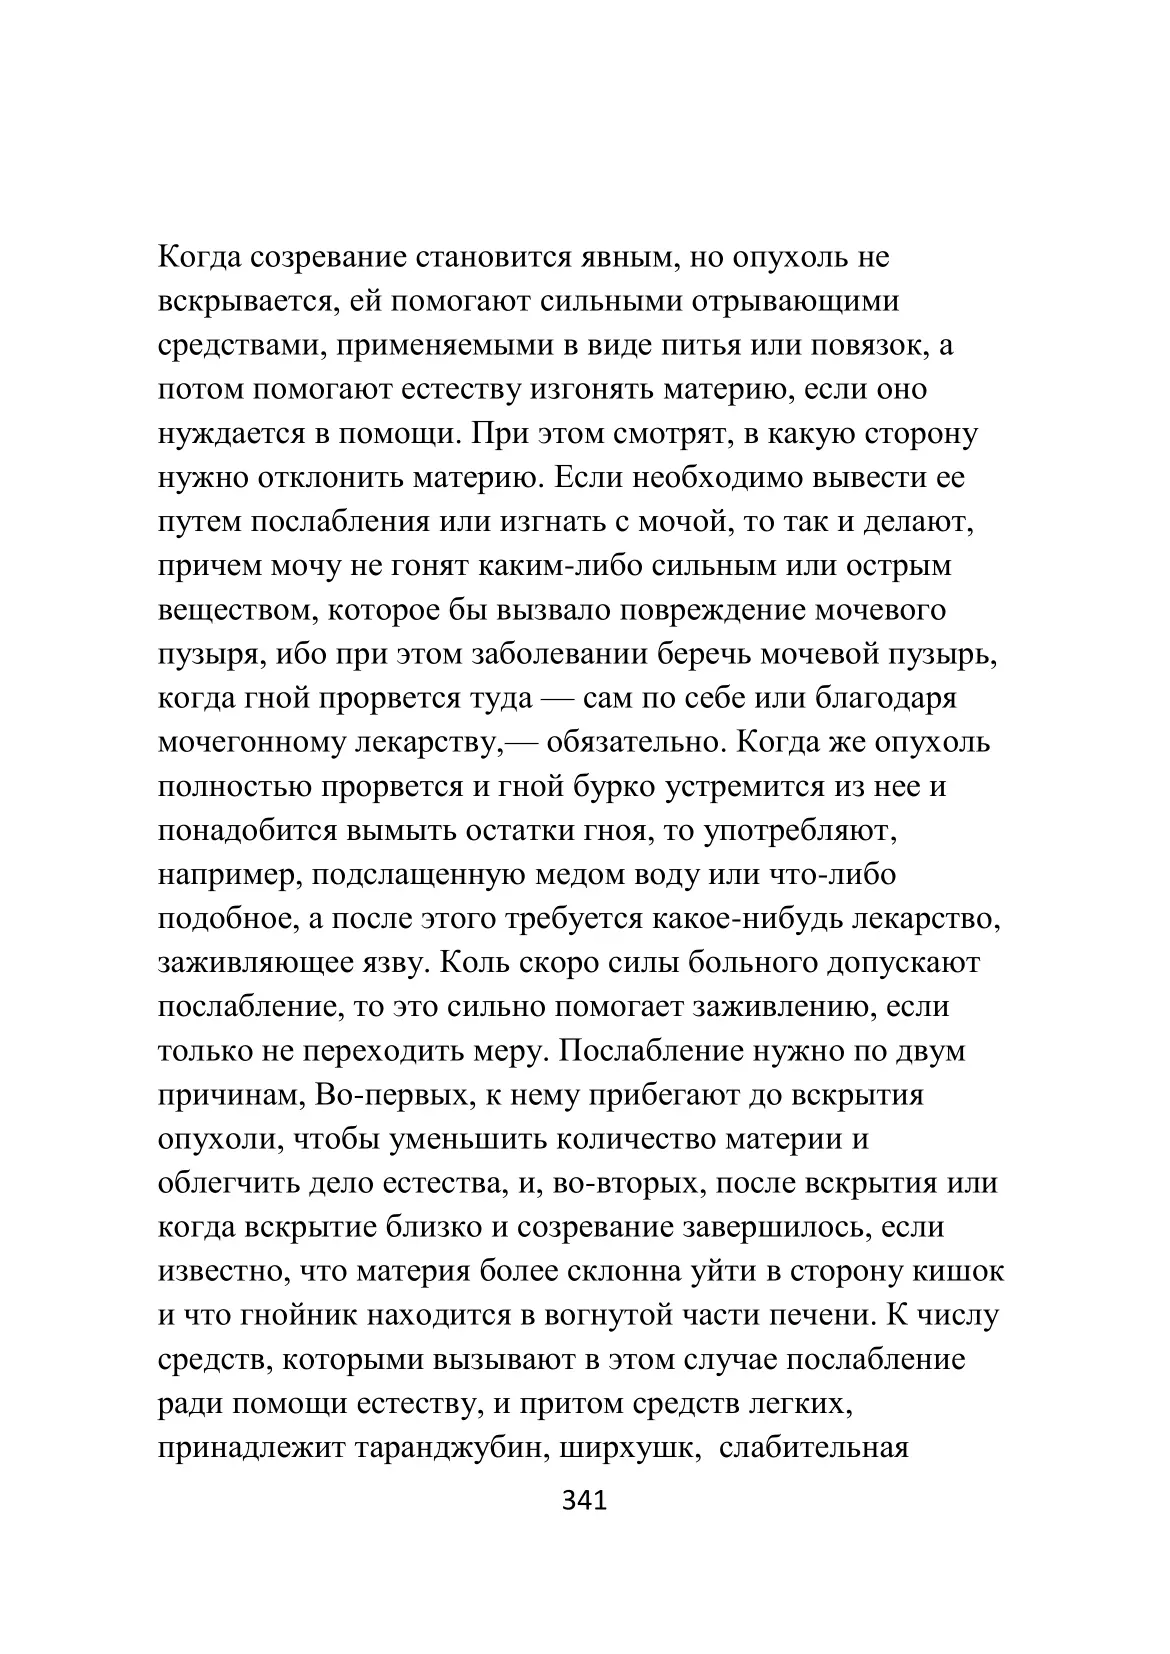 Когда созревание становится явным, но опухоль не
вскрывается, ей помогают сильными отрывающими
средствами, применяемыми в виде питья или повязок, а
потом помогают естеству изгонять материю, если оно
нуждается в помощи. При этом смотрят, в какую сторону
нужно отклонить материю. Если необходимо вывести ее
путем послабления или изгнать с мочой, то так и делают,
причем мочу не гонят каким-либо сильным или острым
веществом, которое бы вызвало повреждение мочевого
пузыря, ибо при этом заболевании беречь мочевой пузырь,
когда гной прорвется туда — сам по себе или благодаря
мочегонному лекарству,— обязательно. Когда же опухоль
полностью прорвется и гной бурко устремится из нее и
понадобится вымыть остатки гноя, то употребляют,
например, подслащенную медом воду или что-либо
подобное, а после этого требуется какое-нибудь лекарство,
заживляющее язву. Коль скоро силы больного допускают
послабление, то это сильно помогает заживлению, если
только не переходить меру. Послабление нужно по двум
причинам, Во-первых, к нему прибегают до вскрытия
опухоли, чтобы уменьшить количество материи и
облегчить дело естества, и, во-вторых, после вскрытия или
когда вскрытие близко и созревание завершилось, если
известно, что материя более склонна уйти в сторону кишок
и что гнойник находится в вогнутой части печени. К числу
средств, которыми вызывают в этом случае послабление
ради помощи естеству, и притом средств легких,
принадлежит таранджубин, ширхушк,  слабительная
341